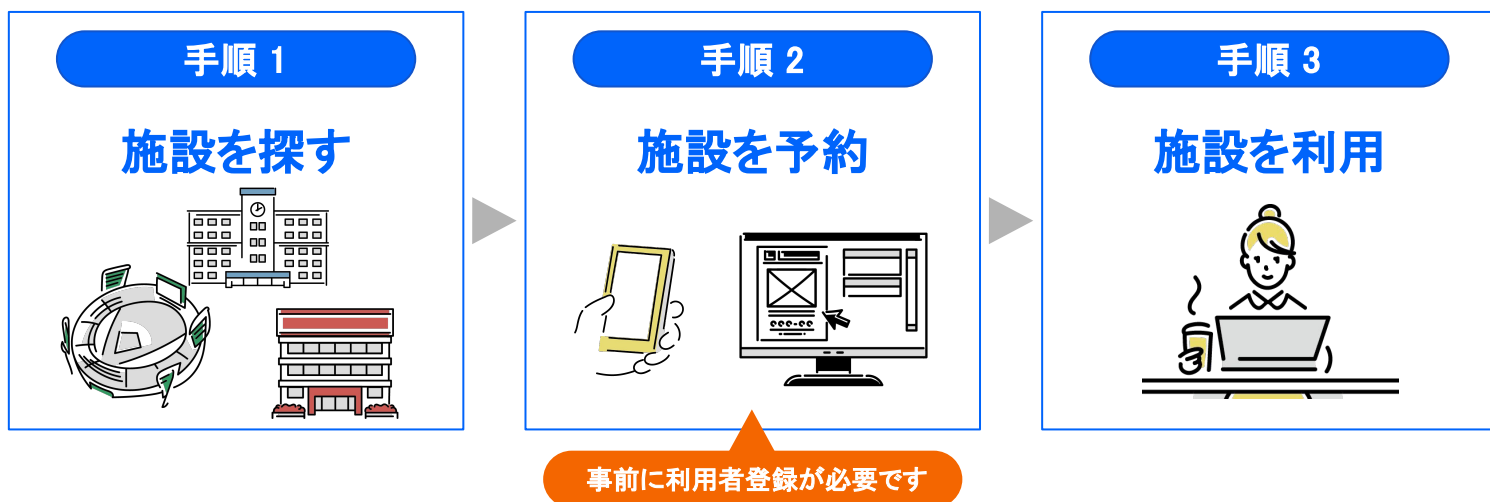 手順 1
施設を探す
手順 2
施設を予約
事前に利用者登録が必要です
手順 3
施設を利用